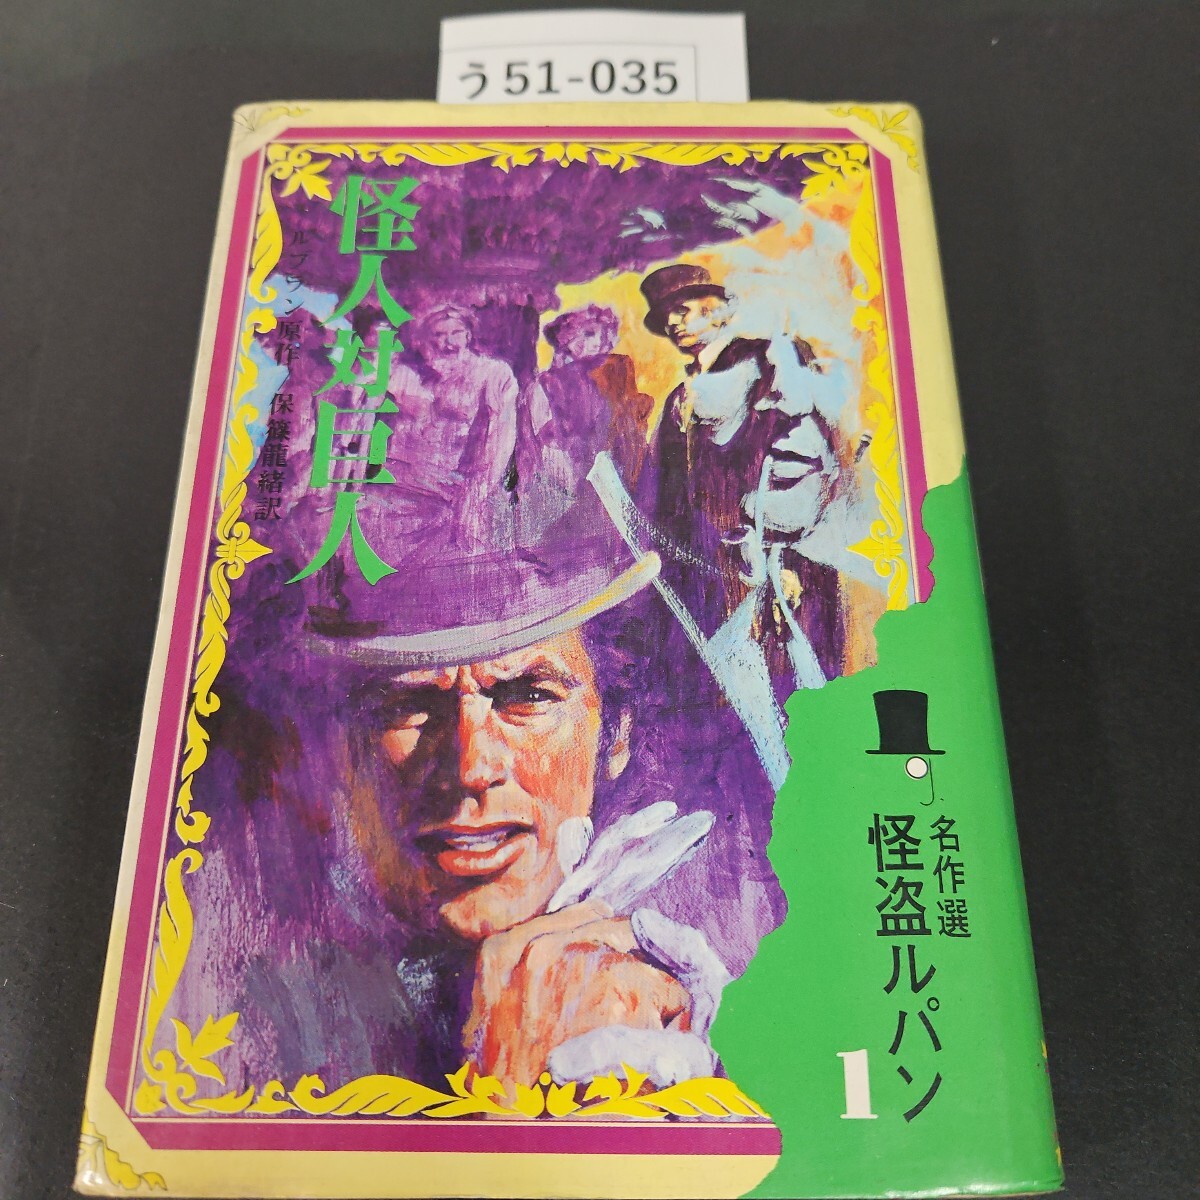 う51-035
怪人対巨人
ルブラン原作/保篠龍緒訳
名作選
怪盗ルパン
1